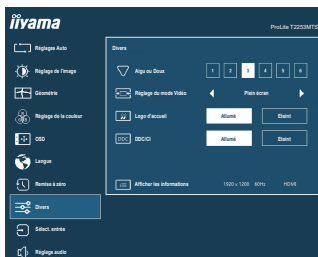 iiyama
ProLite T2253MTS
Réglages Auto
Divers
Réglage de l'image
Aigu ou Doux 1 2 3 4 5 6
Géométrie
Réglage du mode Vidéo Plein écran
Réglage de la couleur
Logo d'accueil Allumé Eteint
OSD
DDC DDC/CI Allumé Eteint
Langue
Remise à zéro
Afficher les informations 1920 x 1200 60Hz HDMI
Divers
Sélect. entrée
Réglage audio